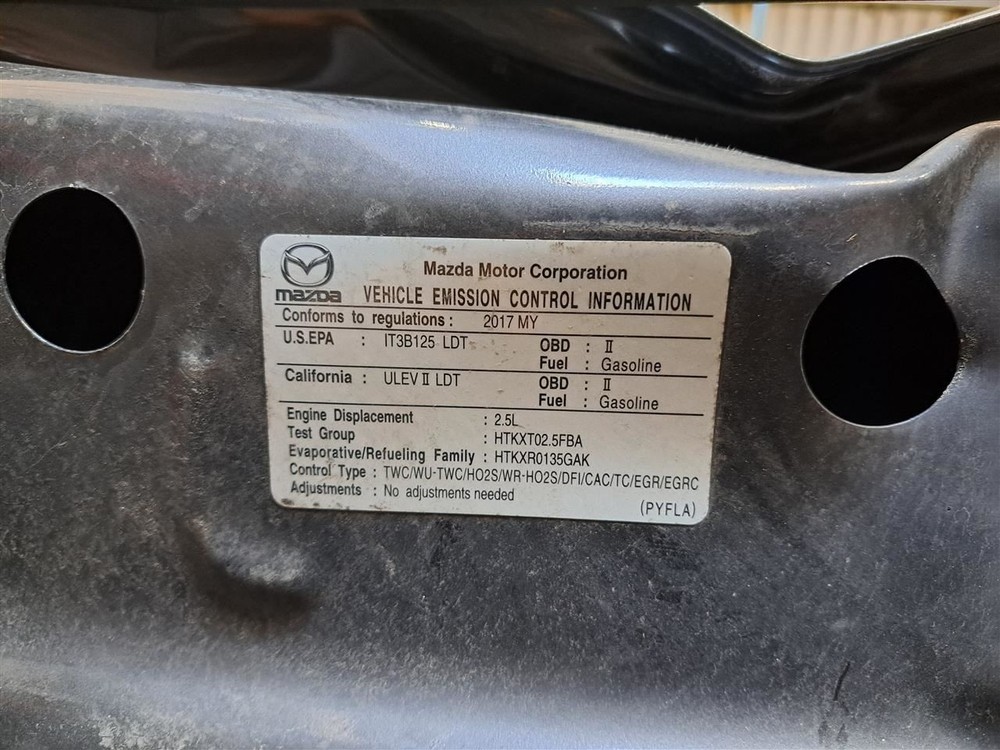 mazda
Mazda Motor Corporation
VEHICLE EMISSION CONTROL INFORMATION
Conforms to regulations : 2017 MY
U.S.EPA : IT3B125 LDT OBD : II
Fuel : Gasoline
California : ULEV II LDT OBD : II
Fuel : Gasoline
Engine Displacement : 2.5L
Test Group : HTKXT02.5FBA
Evaporative/Refueling Family : HTKXR0135GAK
Control Type : TWC/WU-TWC/HO2S/WR-HO2S/DFI/CAC/TC/EGR/EGRC
Adjustments : No adjustments needed
(PYFLA)